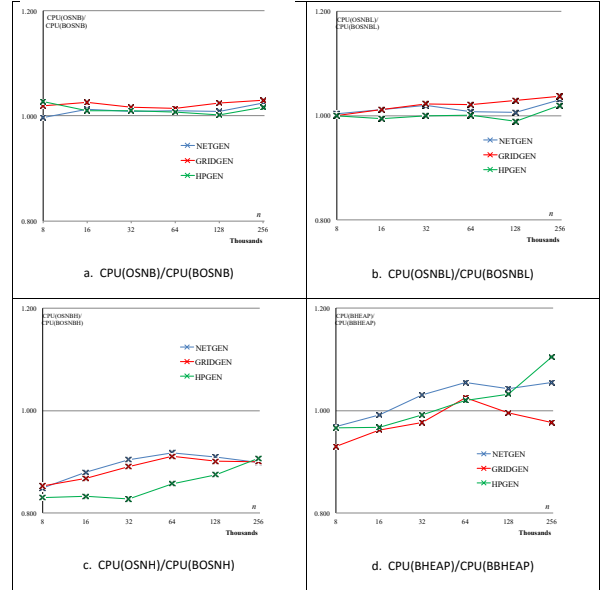 CPU(OSNB)/
CPU(BOSNB)
1.200
1.000
0.800
NETGEN
GRIDGEN
HPGEN
n
8 16 32 64 128 256
Thousands
a. CPU(OSNB)/CPU(BOSNB)
CPU(OSNBL)/
CPU(BOSNBL)
1.200
1.000
0.800
NETGEN
GRIDGEN
HPGEN
n
8 16 32 64 128 256
Thousands
b. CPU(OSNBL)/CPU(BOSNBL)
1.200
CPU(OSNBH)/
CPU(BOSNBH)
NETGEN
GRIDGEN
HPGEN
1.000
0.800
n
8 16 32 64 128 256
Thousands
c. CPU(OSNH)/CPU(BOSNH)
1.200
CPU(BHEAP)/
CPU(BBHEAP)
1.000
NETGEN
GRIDGEN
HPGEN
0.800
n
8 16 32 64 128 256
Thousands
d. CPU(BHEAP)/CPU(BBHEAP)